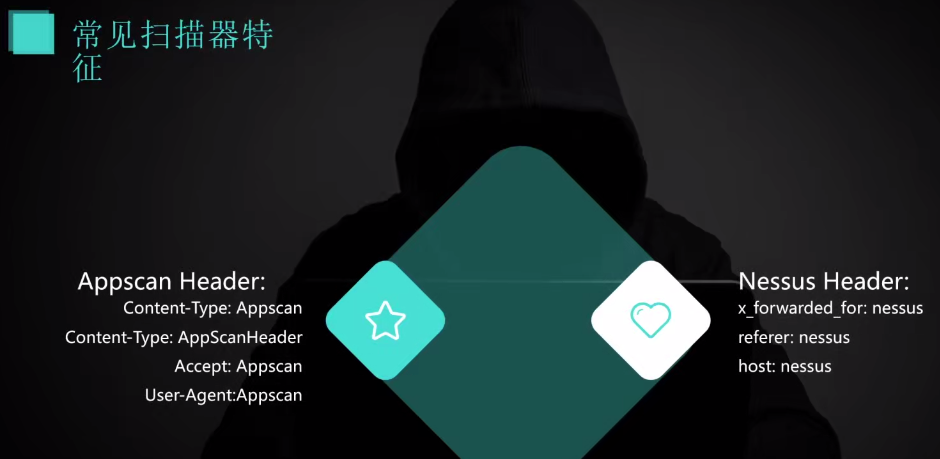 常见扫描器特
征
Appscan Header:
Content-Type: Appscan
Content-Type: AppScanHeader
Accept: Appscan
User-Agent:Appscan
Nessus Header:
x_forwarded_for: nessus
referer: nessus
host: nessus